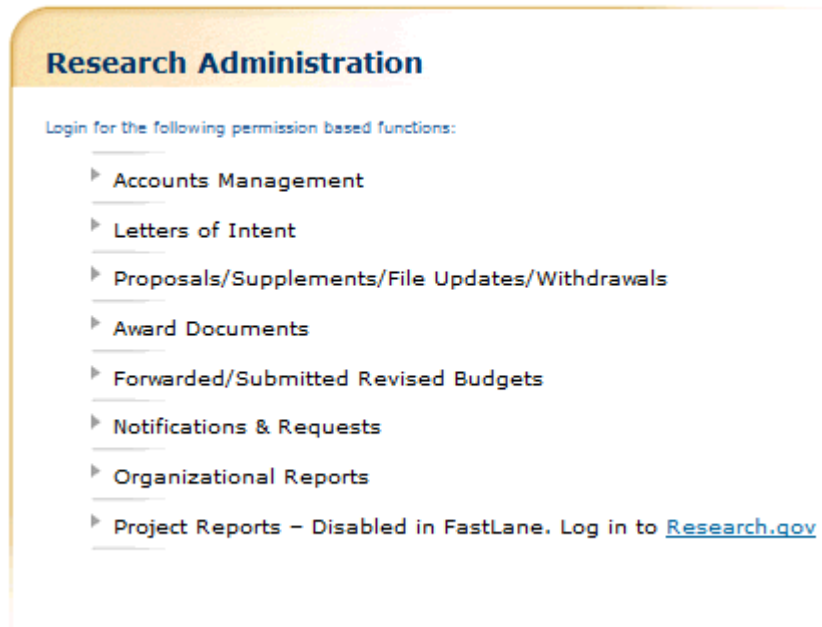 Research Administration
Login for the following permission based functions:
Accounts Management
Letters of Intent
Proposals/Supplements/File Updates/Withdrawals
Award Documents
Forwarded/Submitted Revised Budgets
Notifications & Requests
Organizational Reports
Project Reports – Disabled in FastLane. Log in to Research.gov